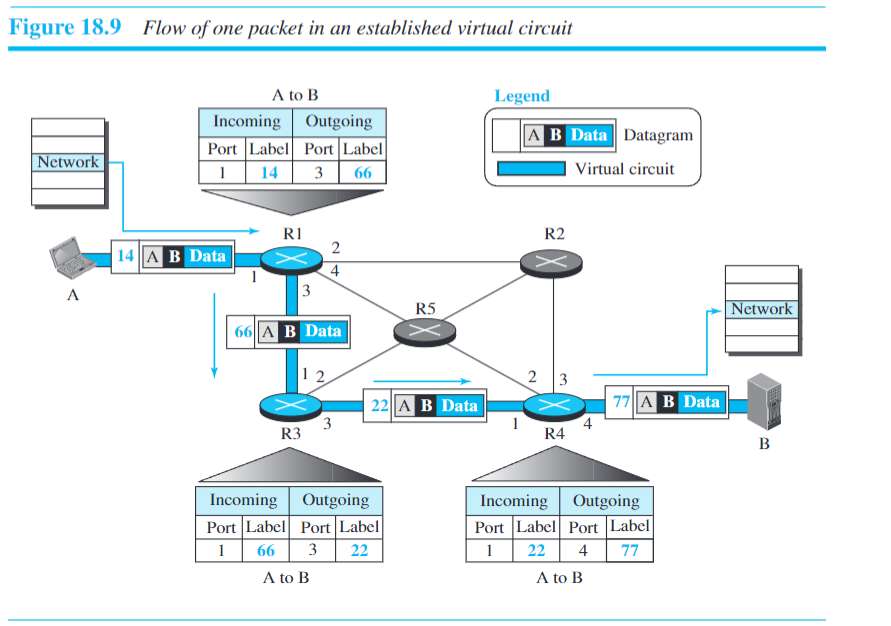 Figure 18.9 Flow of one packet in an established virtual circuit
A to B
Incoming Outgoing
Port Label Port Label
1 14 3 66
Legend
A B Data Datagram
Virtual circuit
Network
R1
R2
2
14 A B Data
1
4
A
3
R5
Network
66 A B Data
1 2
2 3
22 A B Data
77 A B Data
3
1
4
R3
R4
B
Incoming Outgoing
Port Label Port Label
1 66 3 22
A to B
Incoming Outgoing
Port Label Port Label
1 22 4 77
A to B